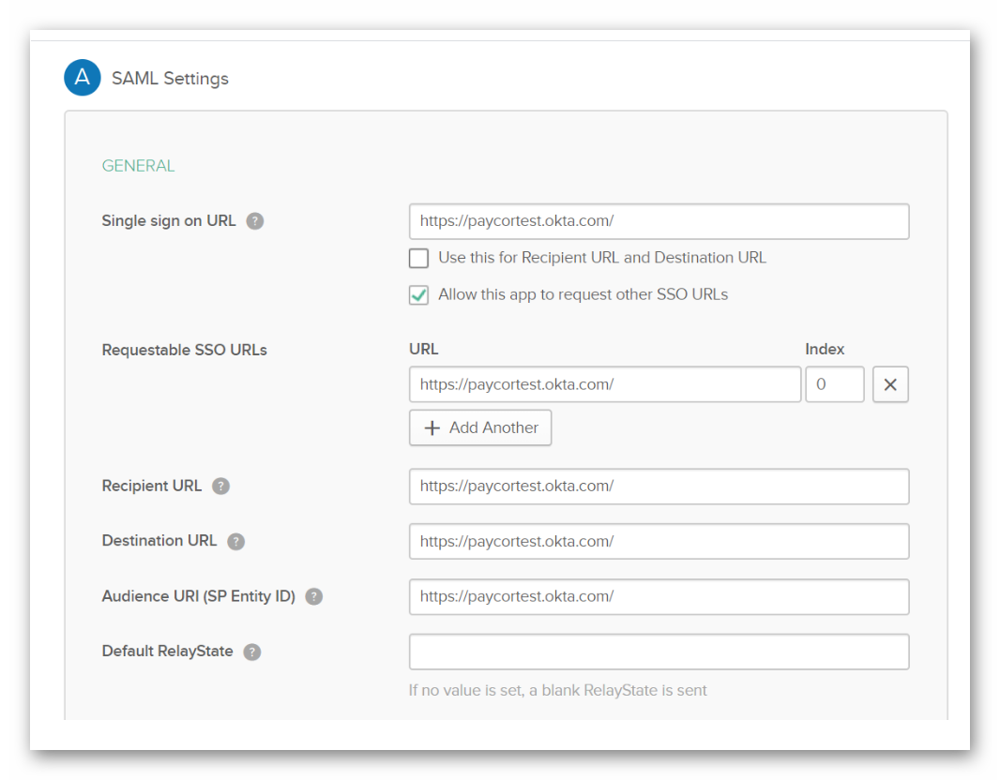 A SAML Settings
GENERAL
Single sign on URL ? https://paycortest.okta.com/
Use this for Recipient URL and Destination URL
Allow this app to request other SSO URLs
Requestable SSO URLs URL Index
https://paycortest.okta.com/ 0
+ Add Another
Recipient URL ? https://paycortest.okta.com/
Destination URL ? https://paycortest.okta.com/
Audience URI (SP Entity ID) ? https://paycortest.okta.com/
Default RelayState ?
If no value is set, a blank RelayState is sent